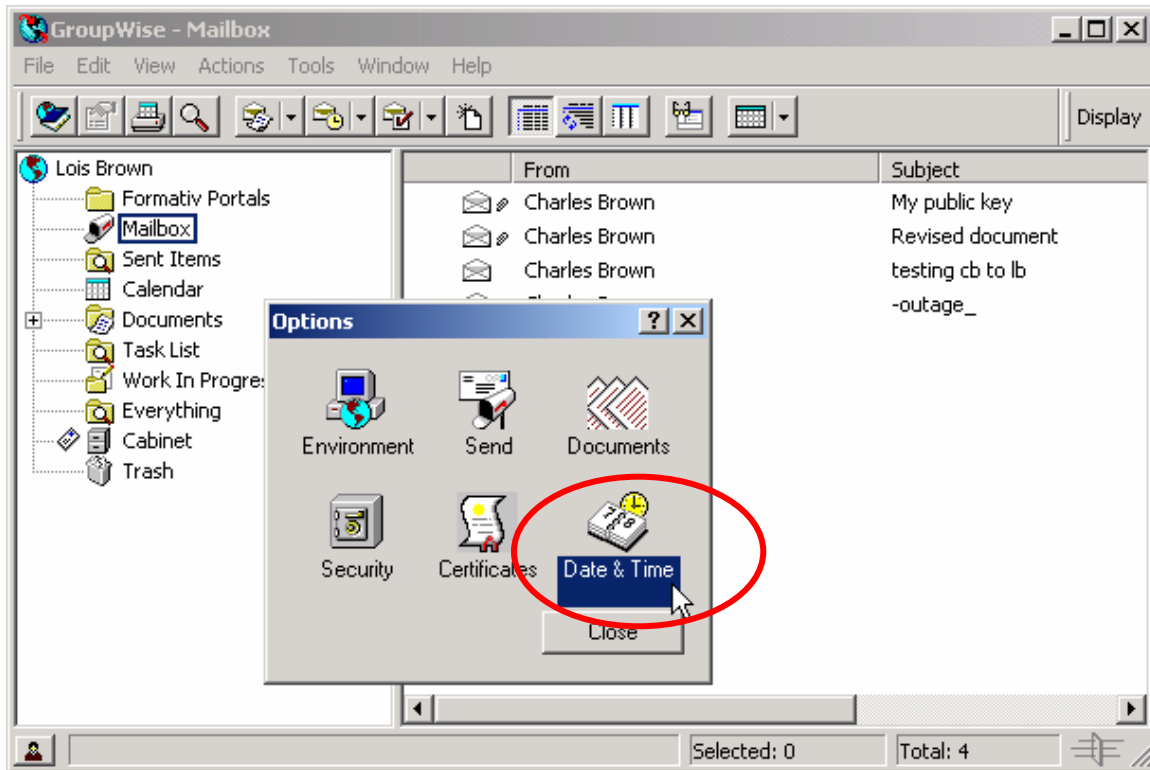 GroupWise - Mailbox
File Edit View Actions Tools Window Help
Display
Lois Brown
Formativ Portals
Mailbox
Sent Items
Calendar
Documents
Task List
Work In Progre
Everything
Cabinet
Trash
From Subject
Charles Brown My public key
Charles Brown Revised document
Charles Brown testing cb to lb
-outage_
Options
Environment Send Documents
Security Certificates Date & Time
Close
Selected: 0 Total: 4